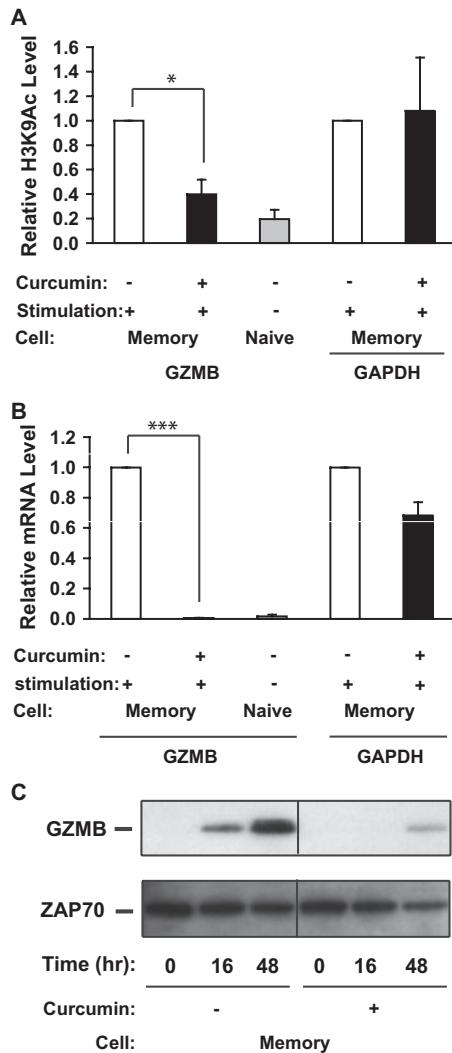 A
Relative H3K9Ac Level
1.6
1.4
1.2
1.0
0.8
0.6
0.4
0.2
0.0
*
Curcumin: - + - - +
Stimulation:+ + - + +
Cell: Memory Naive Memory
GZMB GAPDH
B
Relative mRNA Level
1.2
1.0
0.8
0.6
0.4
0.2
0.0
***
Curcumin: - + - - +
stimulation:+ + - + +
Cell: Memory Naive Memory
GZMB GAPDH
C
GZMB
ZAP70
Time (hr): 0 16 48 0 16 48
Curcumin: - +
Cell: Memory